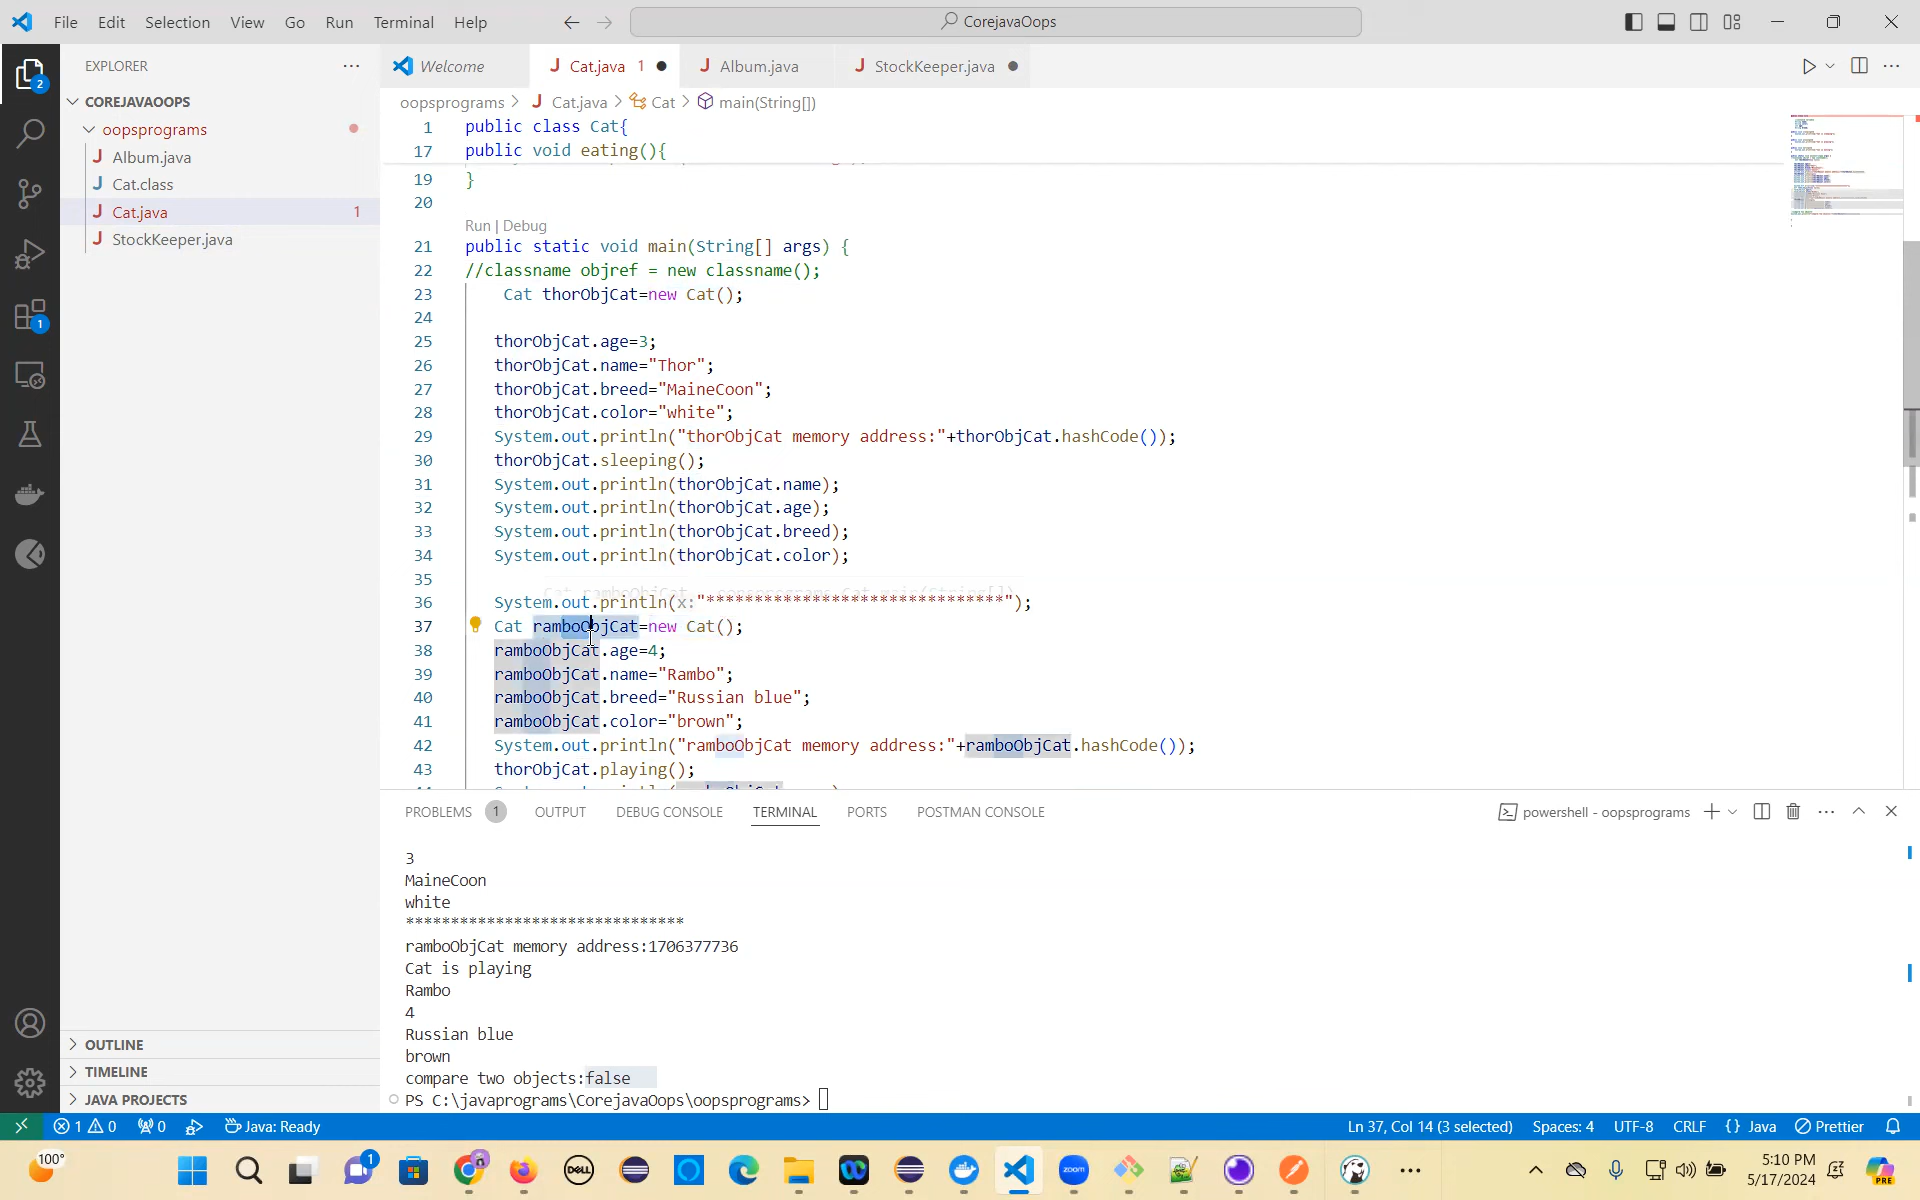 File Edit Selection View Go Run Terminal Help
CorejavaOops
EXPLORER
Welcome
Cat.java 1
Album.java
StockKeeper.java
COREJAVAOOPS
oopsprograms
Album.java
Cat.class
Cat.java 1
StockKeeper.java
oopsprograms > Cat.java > Cat > main(String[])
1 public class Cat{
17 public void eating(){
19 }
20
Run | Debug
21 public static void main(String[] args) {
22 //classname objref = new classname();
23 Cat thorObjCat=new Cat();
24
25 thorObjCat.age=3;
26 thorObjCat.name="Thor";
27 thorObjCat.breed="MaineCoon";
28 thorObjCat.color="white";
29 System.out.println("thorObjCat memory address:"+thorObjCat.hashCode());
30 thorObjCat.sleeping();
31 System.out.println(thorObjCat.name);
32 System.out.println(thorObjCat.age);
33 System.out.println(thorObjCat.breed);
34 System.out.println(thorObjCat.color);
35
36 System.out.println(x:"*******************************");
37 Cat ramboObjCat=new Cat();
38 ramboObjCat.age=4;
39 ramboObjCat.name="Rambo";
40 ramboObjCat.breed="Russian blue";
41 ramboObjCat.color="brown";
42 System.out.println("ramboObjCat memory address:"+ramboObjCat.hashCode());
43 thorObjCat.playing();
PROBLEMS 1 OUTPUT DEBUG CONSOLE TERMINAL PORTS POSTMAN CONSOLE
powershell - oopsprograms
3
MaineCoon
white
*******************************
ramboObjCat memory address:1706377736
Cat is playing
Rambo
4
Russian blue
brown
compare two objects:false
PS C:\javaprograms\CorejavaOops\oopsprograms>
OUTLINE
TIMELINE
JAVA PROJECTS
2
1
1 0 0 Java: Ready
Ln 37, Col 14 (3 selected) Spaces: 4 UTF-8 CRLF {} Java Prettier
100°
1
DELL
zoom
PRE
5:10 PM
5/17/2024